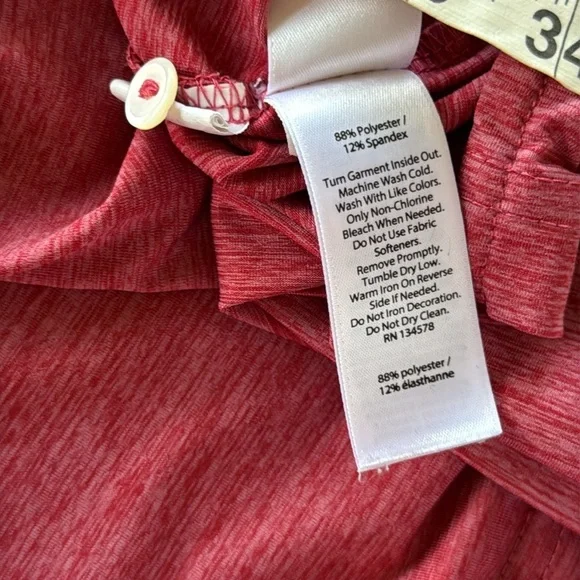 34
88% Polyester /
12% Spandex
Turn Garment Inside Out.
Machine Wash Cold.
Wash With Like Colors.
Only Non-Chlorine
Bleach When Needed.
Do Not Use Fabric
Softeners.
Remove Promptly.
Tumble Dry Low.
Warm Iron On Reverse
Side If Needed.
Do Not Iron Decoration.
Do Not Dry Clean.
RN 134578
88% polyester /
12% élasthanne